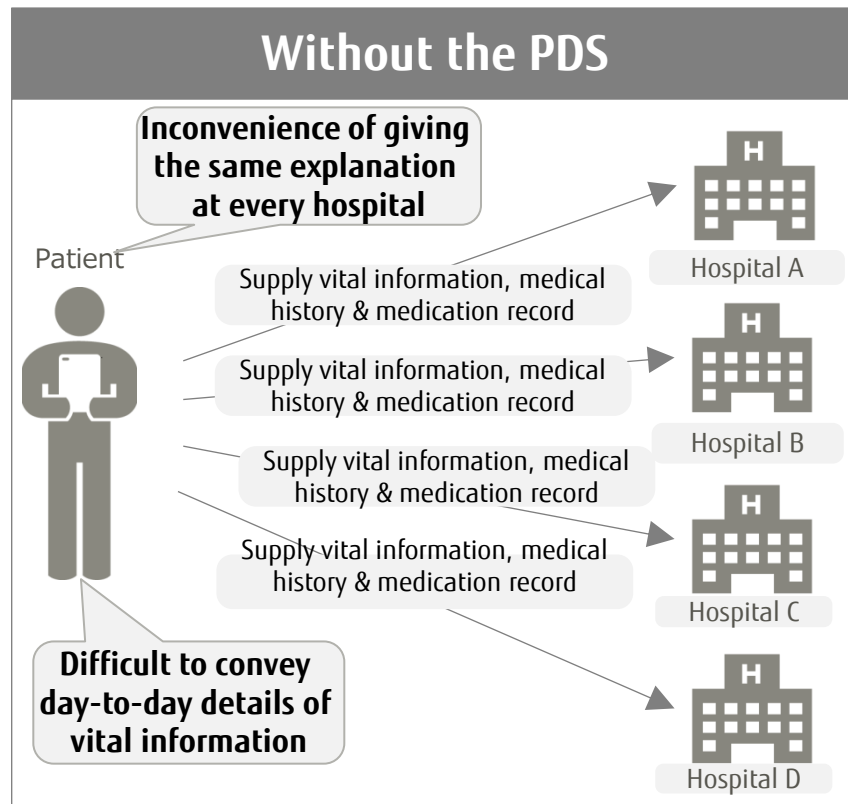 Without the PDS
Inconvenience of giving
the same explanation
at every hospital
Patient
H
Hospital A
Supply vital information, medical
history & medication record
H
Hospital B
Supply vital information, medical
history & medication record
Supply vital information, medical
history & medication record
H
Hospital C
Supply vital information, medical
history & medication record
Difficult to convey
day-to-day details of
vital information
H
Hospital D